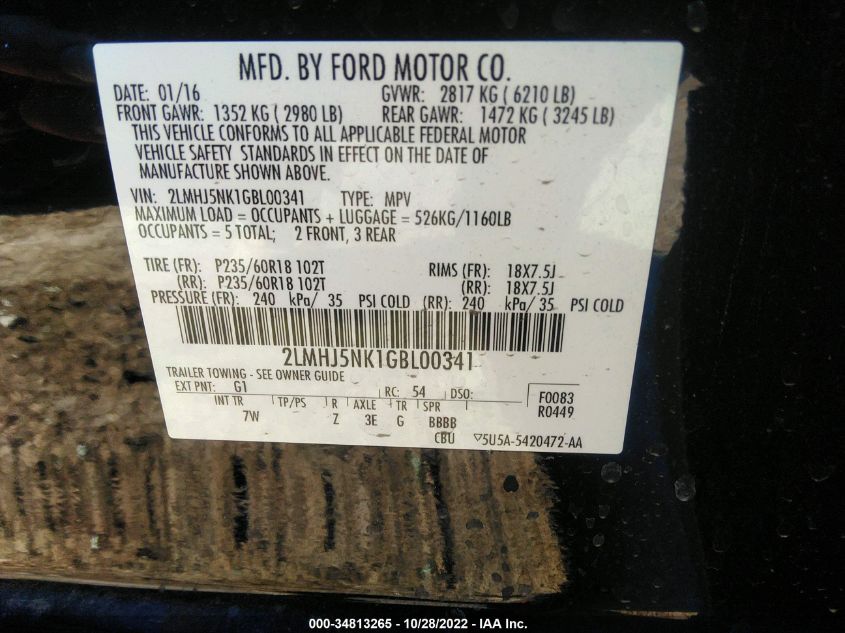 MFD. BY FORD MOTOR CO.
DATE: 01/16 GVWR: 2817 KG ( 6210 LB)
FRONT GAWR: 1352 KG ( 2980 LB) REAR GAWR: 1472 KG ( 3245 LB)
THIS VEHICLE CONFORMS TO ALL APPLICABLE FEDERAL MOTOR
VEHICLE SAFETY STANDARDS IN EFFECT ON THE DATE OF
MANUFACTURE SHOWN ABOVE.
VIN: 2LMHJ5NK1GBL00341 TYPE: MPV
MAXIMUM LOAD = OCCUPANTS + LUGGAGE = 526KG/1160LB
OCCUPANTS = 5 TOTAL; 2 FRONT, 3 REAR
TIRE (FR): P235/60R18 102T RIMS (FR): 18X7.5J
(RR): P235/60R18 102T (RR): 18X7.5J
PRESSURE (FR): 240 kPa/ 35 PSI COLD (RR): 240 kPa/ 35 PSI COLD
2LMHJ5NK1GBL00341
TRAILER TOWING - SEE OWNER GUIDE
EXT PNT: G1 RC: 54 DSO: F0083
INT TR TP/PS R AXLE TR SPR R0449
7W Z 3E G BBBB
CBU ▽5U5A-5420472-AA
000-34813265 - 10/28/2022 - IAA Inc.